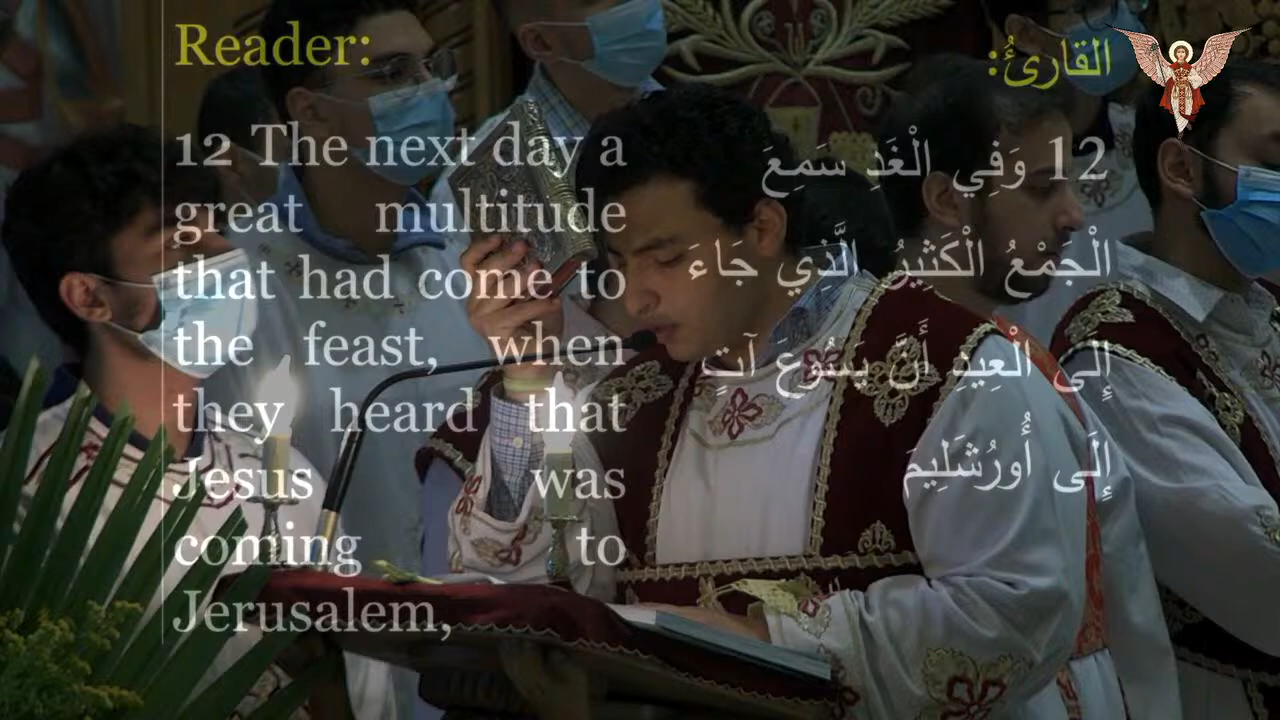 Reader:
12 The next day a
great multitude
that had come to
the feast, when
they heard that
Jesus was
coming to
Jerusalem,
القارئُ:
12 وَفِي الْغَدِ سَمِعَ
الْجَمْعُ الْكَثِيرُ الَّذِي جَاءَ
إِلَى الْعِيدِ أَنَّ يَسُوعَ آتٍ
إِلَى أُورُشَلِيمَ